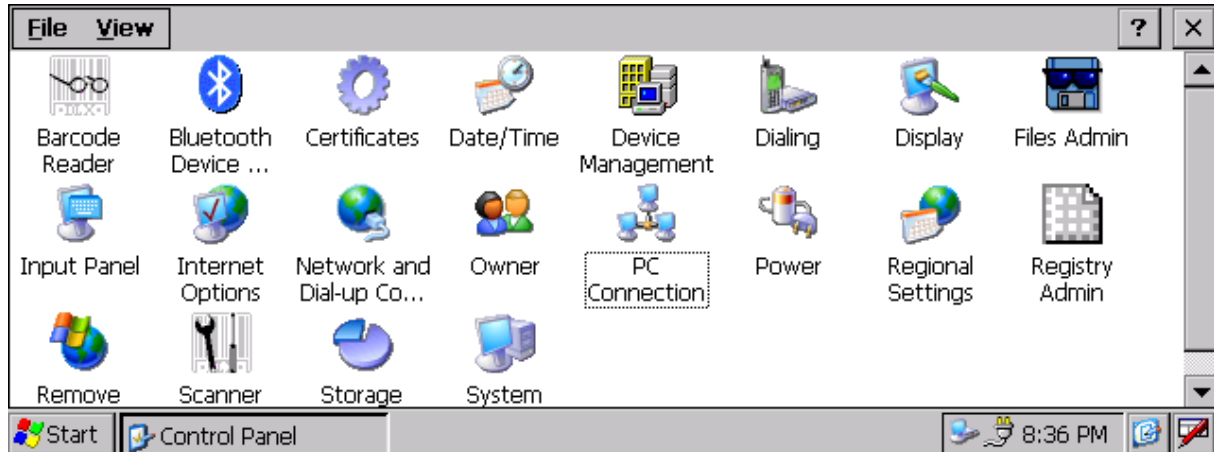 File View ?
Barcode Reader
Bluetooth Device ...
Certificates
Date/Time
Device Management
Dialing
Display
Files Admin
Input Panel
Internet Options
Network and Dial-up Co...
Owner
PC Connection
Power
Regional Settings
Registry Admin
Remove
Scanner
Storage
System
Start
Control Panel
8:36 PM